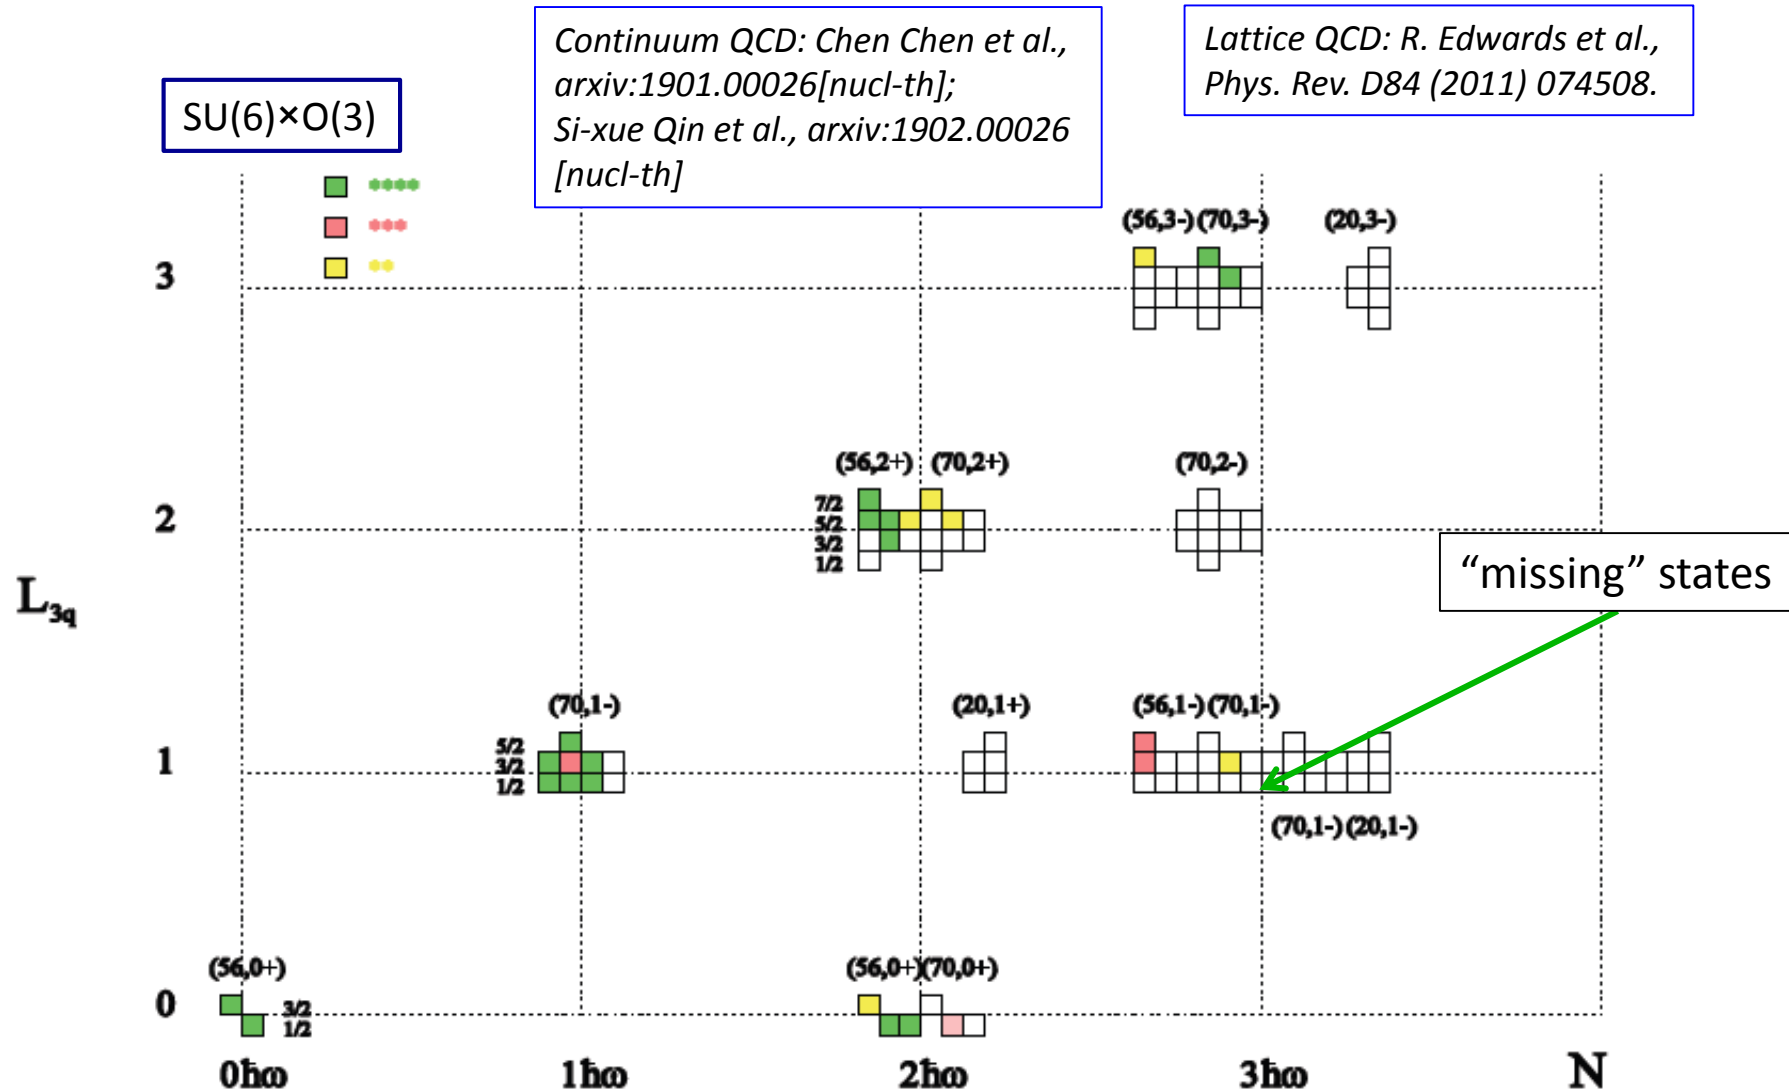 Continuum QCD: Chen Chen et al.,
arxiv:1901.00026[nucl-th];
Si-xue Qin et al., arxiv:1902.00026
[nucl-th]
Lattice QCD: R. Edwards et al.,
Phys. Rev. D84 (2011) 074508.
SU(6)×O(3)
****
***
**
(56,3-) (70,3-) (20,3-)
3
(56,2+) (70,2+) (70,2-)
7/2
5/2
3/2
1/2
2
"missing" states
L3q
(70,1-) (20,1+) (56,1-) (70,1-)
5/2
3/2
1/2
1
(70,1-) (20,1-)
(56,0+) (56,0+) (70,0+)
0
3/2
1/2
0ħω 1ħω 2ħω 3ħω N